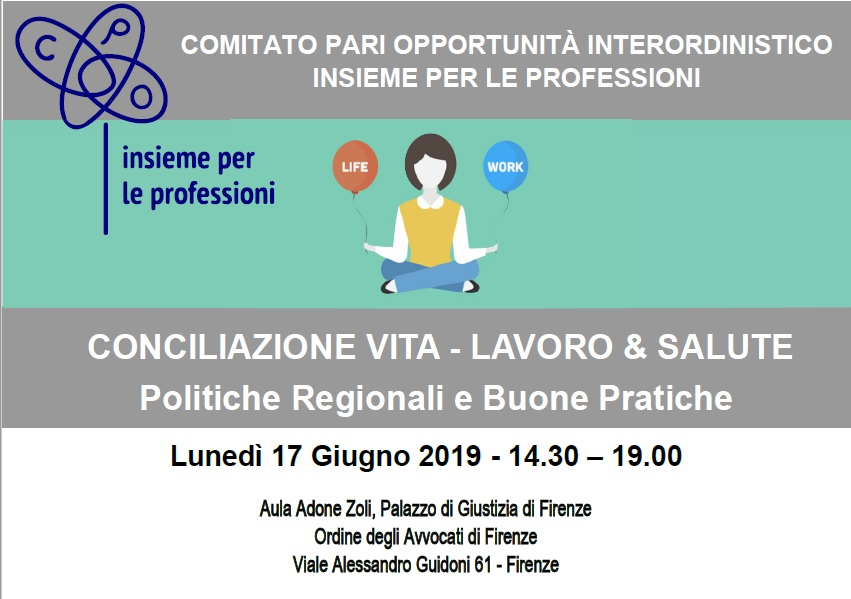 COMITATO PARI OPPORTUNITÀ INTERORDINISTICO
INSIEME PER LE PROFESSIONI
C P O
insieme per
le professioni
LIFE
WORK
CONCILIAZIONE VITA - LAVORO & SALUTE
Politiche Regionali e Buone Pratiche
Lunedì 17 Giugno 2019 - 14.30 – 19.00
Aula Adone Zoli, Palazzo di Giustizia di Firenze
Ordine degli Avvocati di Firenze
Viale Alessandro Guidoni 61 - Firenze